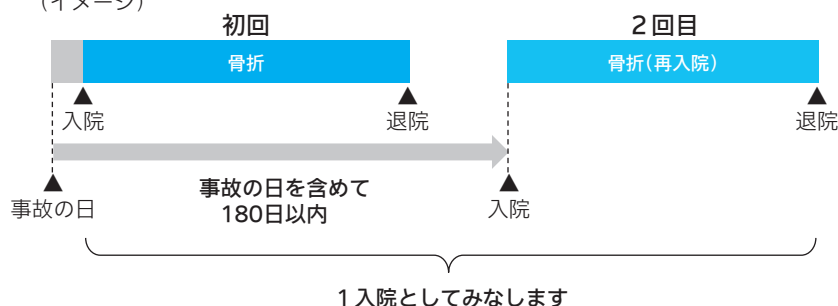 (イメージ)
初回
2回目
骨折
骨折(再入院)
▲
▲
▲
入院
退院
退院
▲
▲
事故の日
事故の日を含めて
180日以内
入院
1入院としてみなします